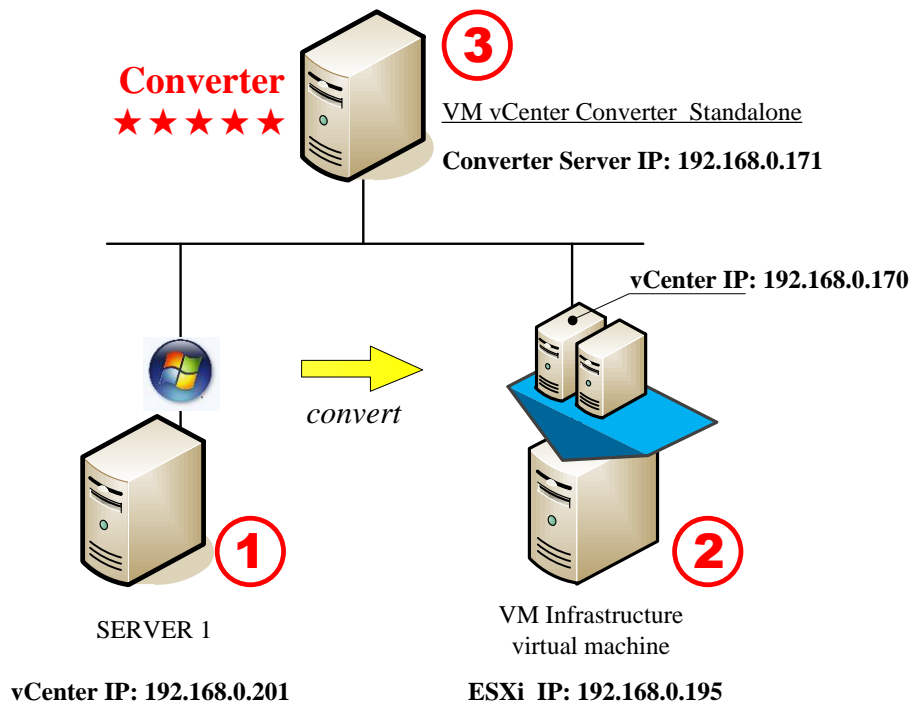 3
Converter
★★★★★
VM vCenter Converter Standalone
Converter Server IP: 192.168.0.171
vCenter IP: 192.168.0.170
convert
1
2
SERVER 1
VM Infrastructure
virtual machine
vCenter IP: 192.168.0.201
ESXi IP: 192.168.0.195